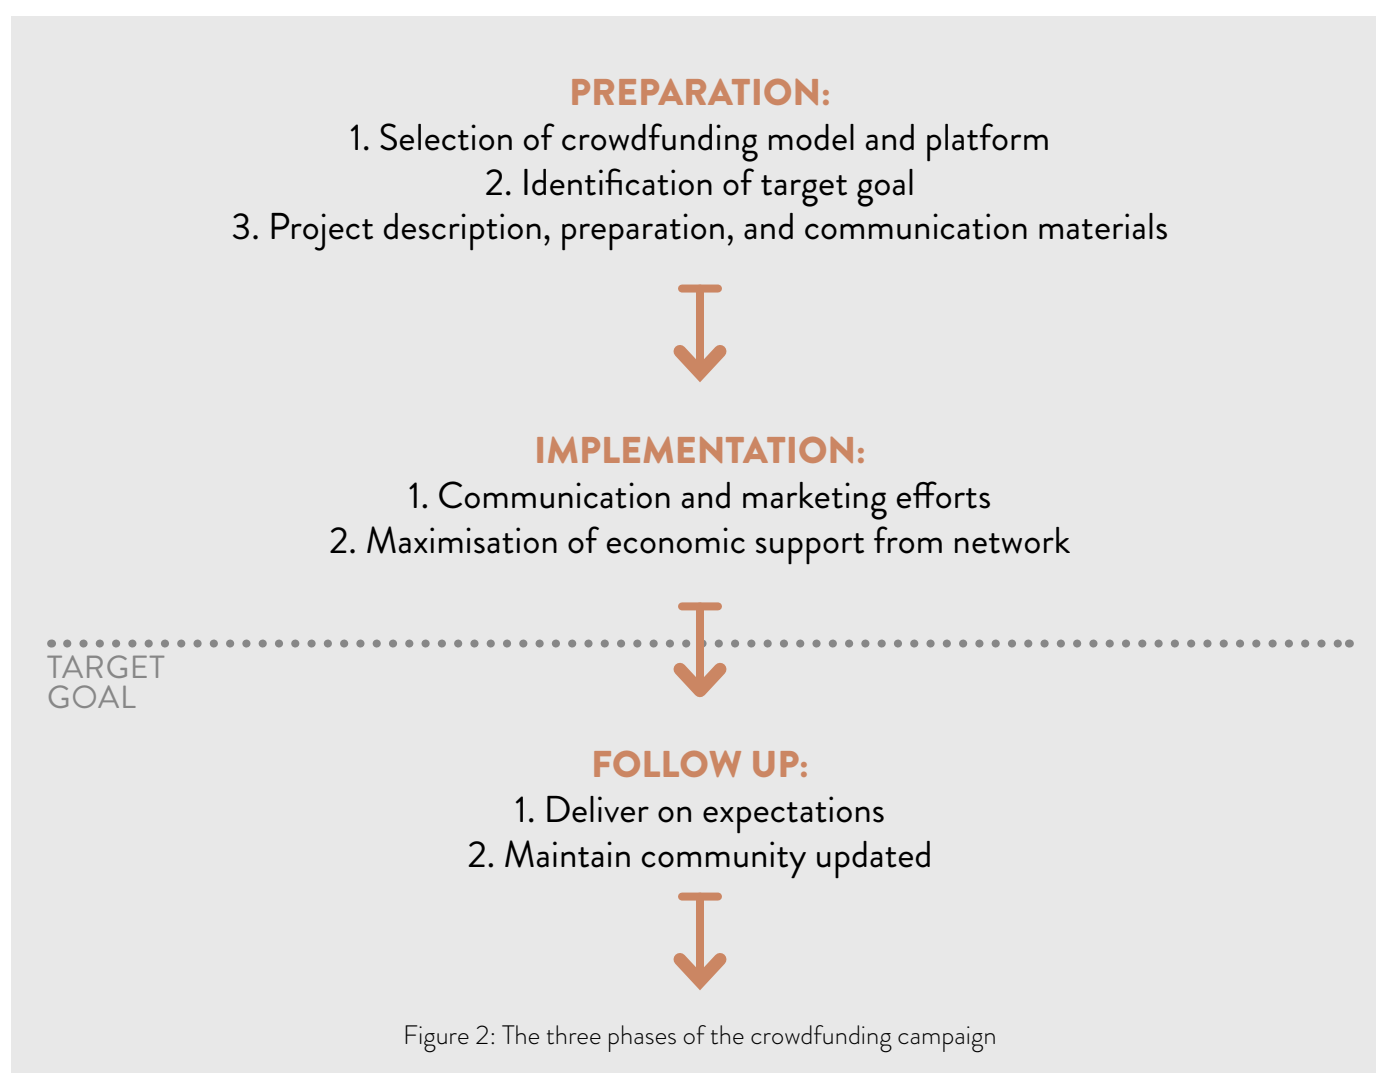 PREPARATION:
1. Selection of crowdfunding model and platform
2. Identification of target goal
3. Project description, preparation, and communication materials
IMPLEMENTATION:
1. Communication and marketing efforts
2. Maximisation of economic support from network
TARGET
GOAL
FOLLOW UP:
1. Deliver on expectations
2. Maintain community updated
Figure 2: The three phases of the crowdfunding campaign